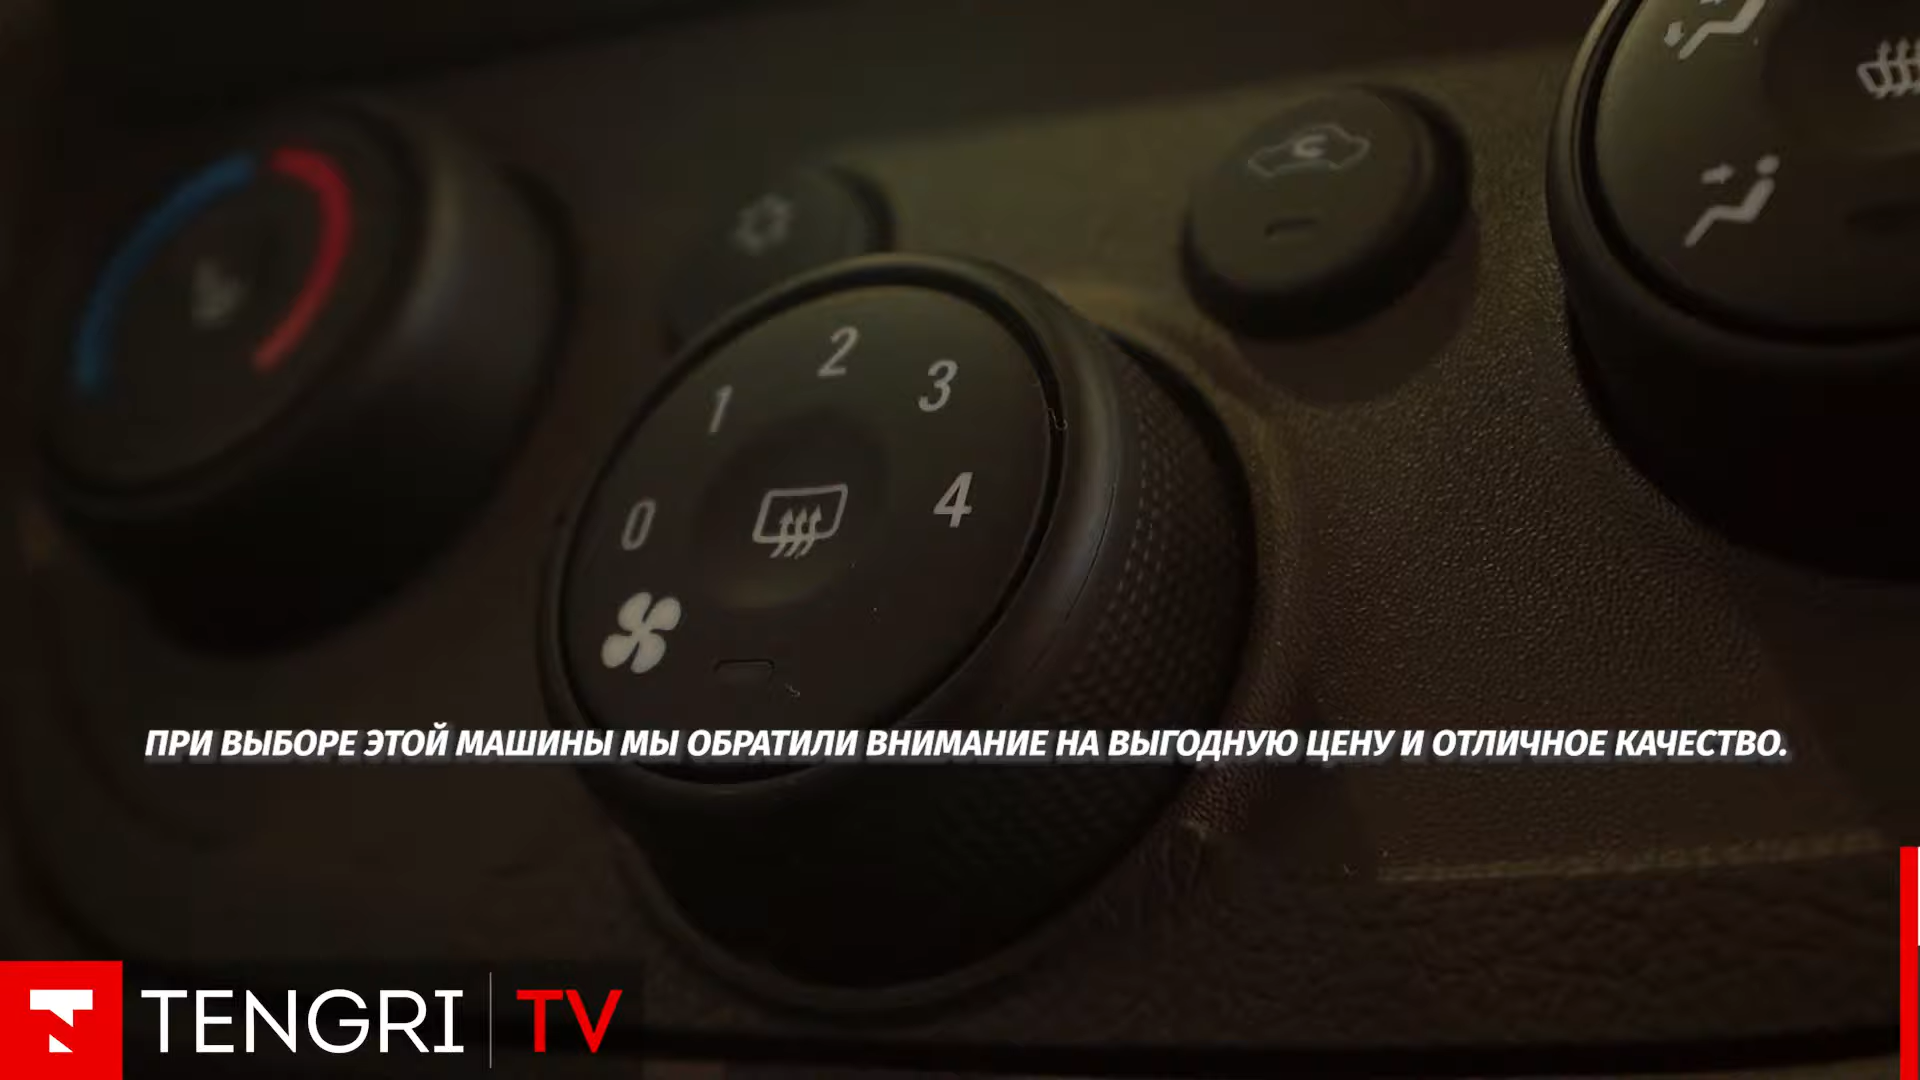 2
3
1
4
0
ПРИ ВЫБОРЕ ЭТОЙ МАШИНЫ МЫ ОБРАТИЛИ ВНИМАНИЕ НА ВЫГОДНУЮ ЦЕНУ И ОТЛИЧНОЕ КАЧЕСТВО.
TENGRI TV